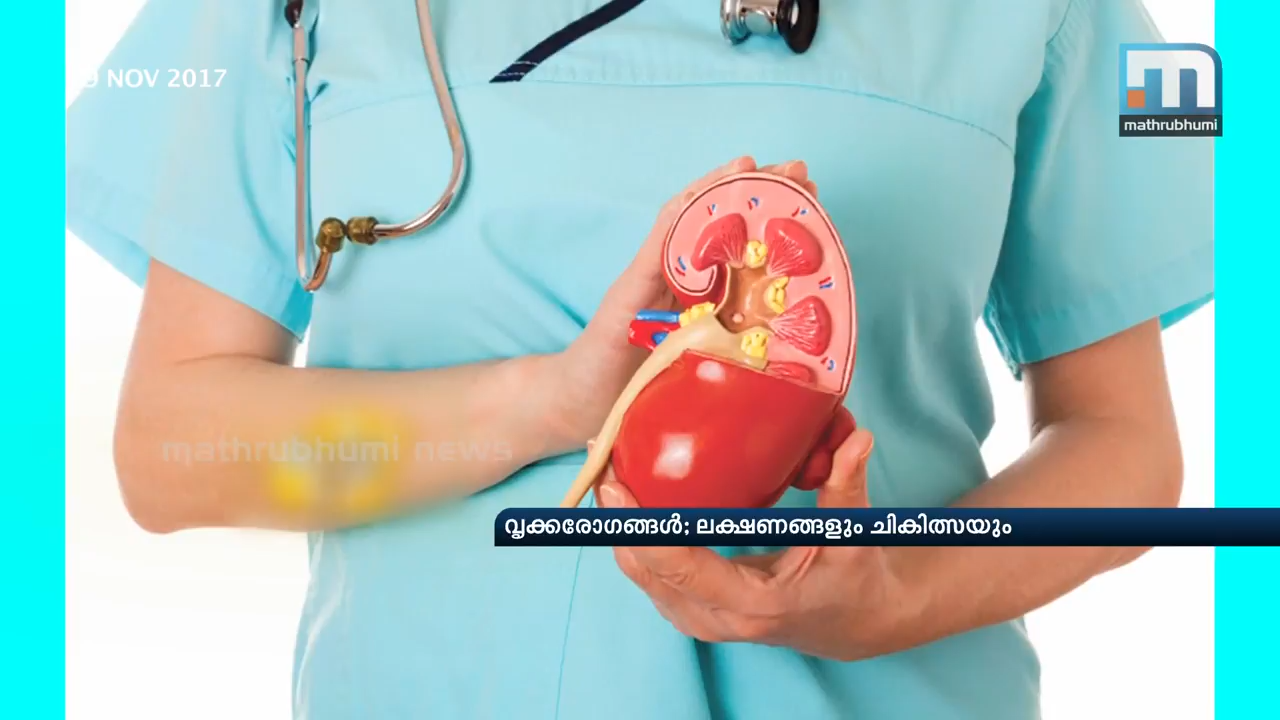 NOV 2017
mathrubhumi
mathrubhumi news
വൃക്കരോഗങ്ങൾ; ലക്ഷണങ്ങളും ചികിത്സയും